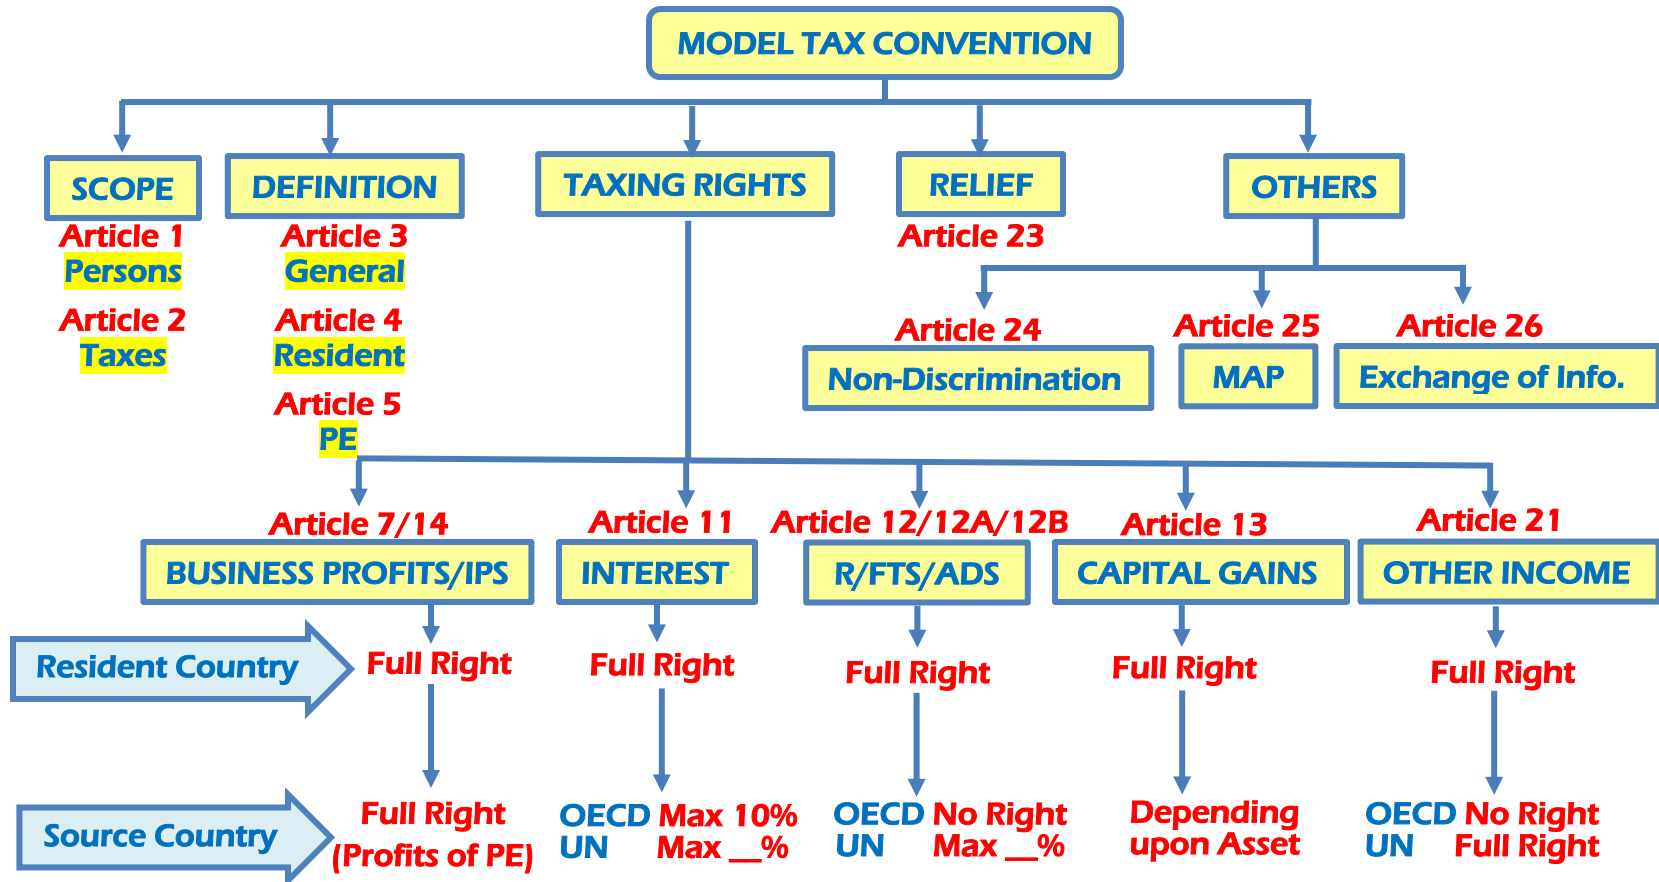 MODEL TAX CONVENTION
SCOPE
Article 1
Persons
Article 2
Taxes
DEFINITION
Article 3
General
Article 4
Resident
Article 5
PE
TAXING RIGHTS
RELIEF
Article 23
OTHERS
Article 24
Non-Discrimination
Article 25
MAP
Article 26
Exchange of Info.
Article 7/14
BUSINESS PROFITS/IPS
Article 11
INTEREST
Article 12/12A/12B
R/FTS/ADS
Article 13
CAPITAL GAINS
Article 21
OTHER INCOME
Resident Country
Full Right
Full Right
Full Right
Full Right
Full Right
Source Country
Full Right
(Profits of PE)
OECD Max 10%
UN Max __%
OECD No Right
UN Max __%
Depending
upon Asset
OECD No Right
UN Full Right